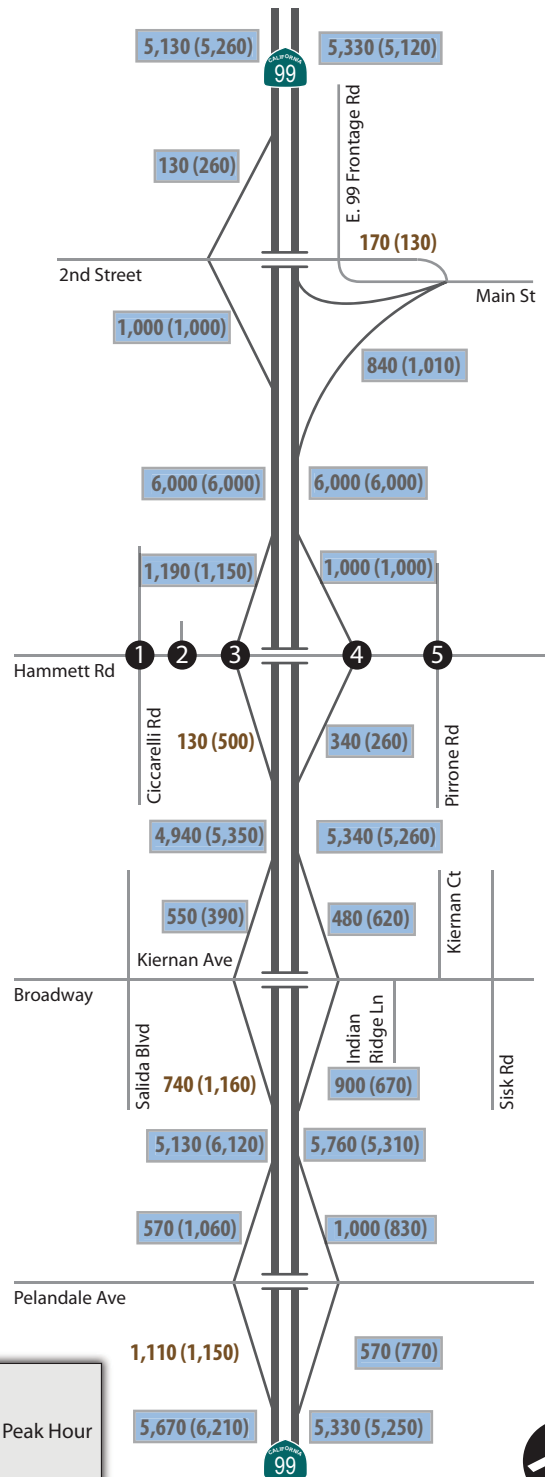 5,130 (5,260)
5,330 (5,120)
CALIFORNIA
99
E. 99 Frontage Rd
130 (260)
170 (130)
2nd Street
Main St
1,000 (1,000)
840 (1,010)
6,000 (6,000)
6,000 (6,000)
1,190 (1,150)
1,000 (1,000)
1
2
3
4
5
Hammett Rd
Ciccarelli Rd
130 (500)
340 (260)
Pirrone Rd
4,940 (5,350)
5,340 (5,260)
550 (390)
480 (620)
Kiernan Ct
Kiernan Ave
Broadway
Salida Blvd
Indian
Ridge Ln
Sisk Rd
740 (1,160)
900 (670)
5,130 (6,120)
5,760 (5,310)
570 (1,060)
1,000 (830)
Pelandale Ave
1,110 (1,150)
570 (770)
Peak Hour
5,670 (6,210)
5,330 (5,250)
CALIFORNIA
99